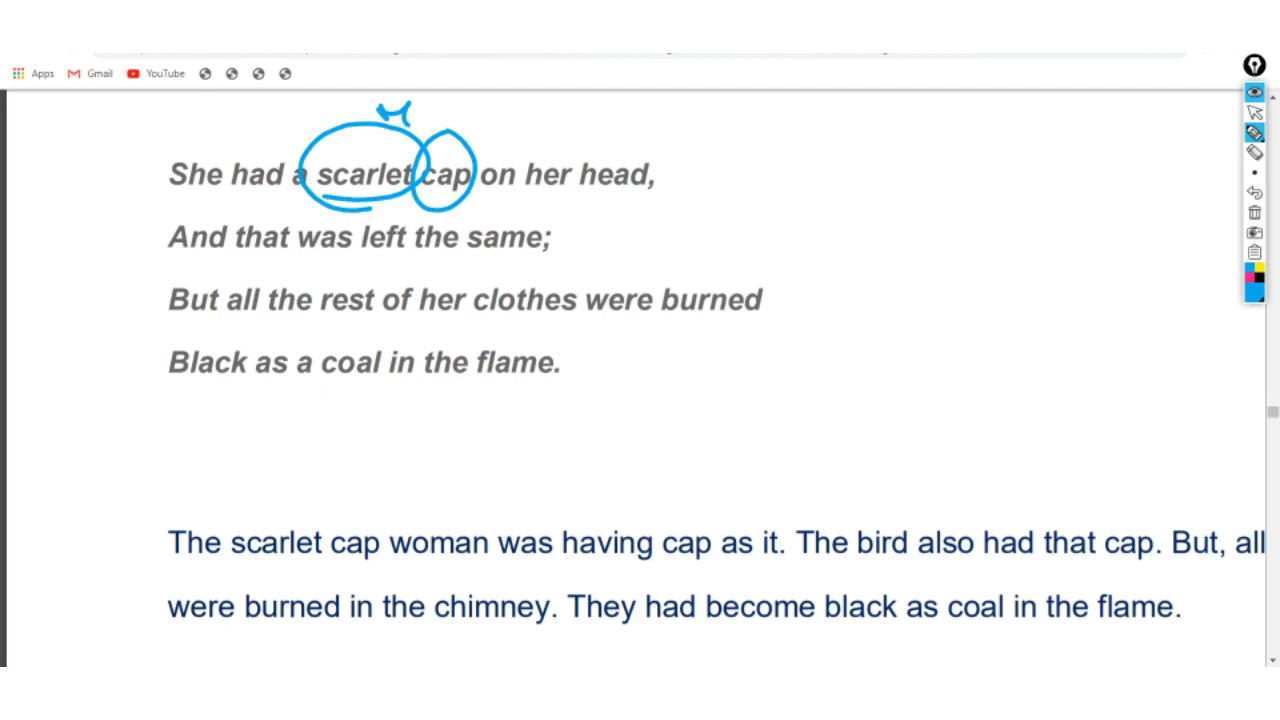 Apps Gmail YouTube
She had a scarlet cap on her head,
And that was left the same;
But all the rest of her clothes were burned
Black as a coal in the flame.
The scarlet cap woman was having cap as it. The bird also had that cap. But, all
were burned in the chimney. They had become black as coal in the flame.